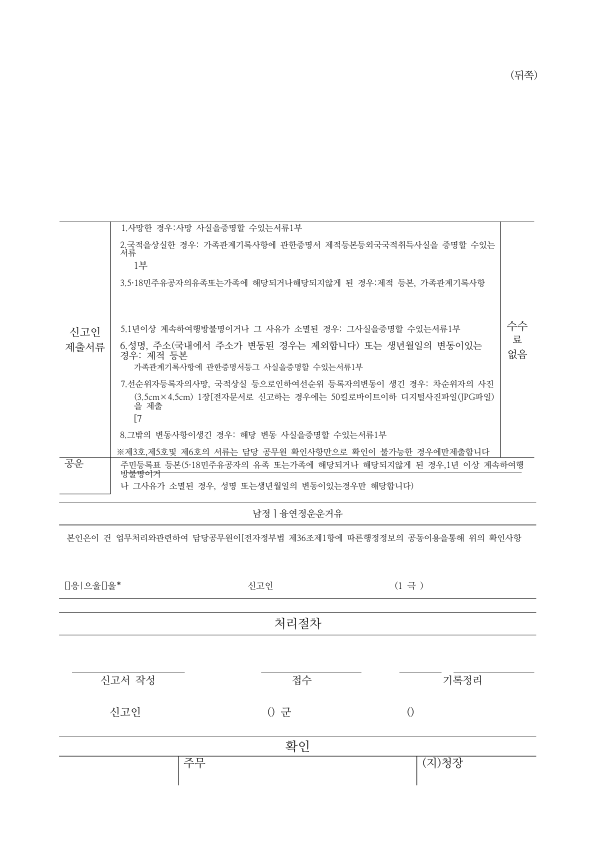 (뒤쪽)
1.사망한 경우:사망 사실을증명할 수있는서류1부
2.국적을상실한 경우: 가족관계기록사항에 관한증명서 제적등본등외국국적취득사실을 증명할 수있는
서류
1부
3.5·18민주유공자의유족또는가족에 해당되거나해당되지않게 된 경우:제적 등본, 가족관계기록사항
신고인
제출서류
수수
료
없음
5.1년이상 계속하여행방불명이거나 그 사유가 소멸된 경우: 그사실을증명할 수있는서류1부
6.성명, 주소(국내에서 주소가 변동된 경우는 제외합니다) 또는 생년월일의 변동이있는
경우: 제적 등본
가족관계기록사항에 관한증명서등그 사실을증명할 수있는서류1부
7.선순위자등록자의사망, 국적상실 등으로인하여선순위 등록자의변동이 생긴 경우: 차순위자의 사진
(3.5cm×4.5cm) 1장[전자문서로 신고하는 경우에는 50킬로바이트이하 디지털사진파일(JPG파일)
을 제출
[7
8.그밖의 변동사항이생긴 경우: 해당 변동 사실을증명할 수있는서류1부
※제3호,제5호및 제6호의 서류는 담당 공무원 확인사항만으로 확인이 불가능한 경우에만제출합니다
공운
주민등록표 등본(5·18민주유공자의 유족 또는가족에 해당되거나 해당되지않게 된 경우,1년 이상 계속하여행
방불명이거
나 그사유가 소멸된 경우, 성명 또는생년월일의 변동이있는경우만 해당합니다)
남정ㅣ융연정운운거유
본인은이 건 업무처리와관련하여 담당공무원이[전자정부법 제36조제1항에 따른행정정보의 공동이용을통해 위의 확인사항
[]응|으을[]을* 신고인 (1 극 )
처리절차
신고서 작성 접수 기록정리
신고인 () 군 ()
확인
주무 (지)청장